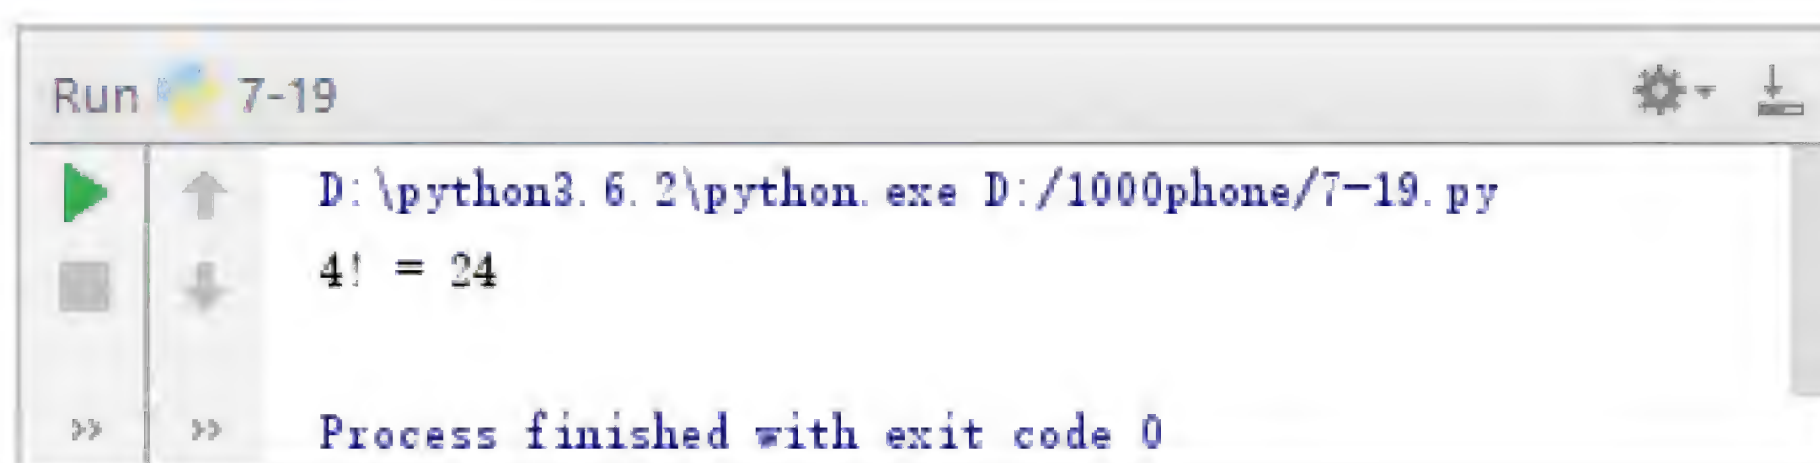 Run 7-19
D:\python3.6.2\python.exe D:/1000phone/7-19.py
4! = 24
Process finished with exit code 0